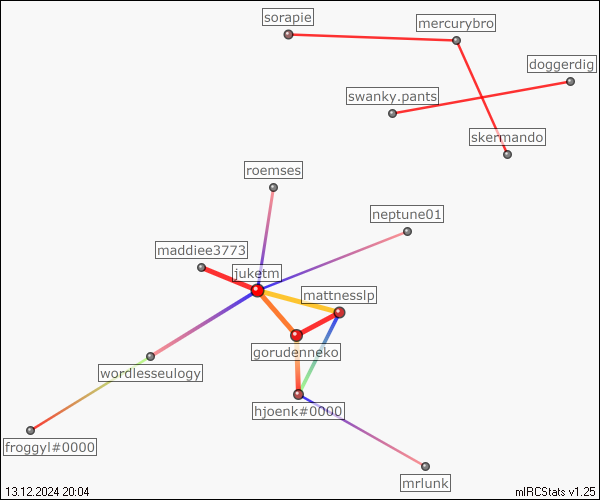 sorapie
mercurybro
doggerdig
swanky.pants
skermando
roemses
neptune01
maddiee3773
juketm
mattnesslp
gorudenneko
wordlesseulogy
hjoenk#0000
froggyl#0000
mrlunk
13.12.2024 20:04
mIRCStats v1.25